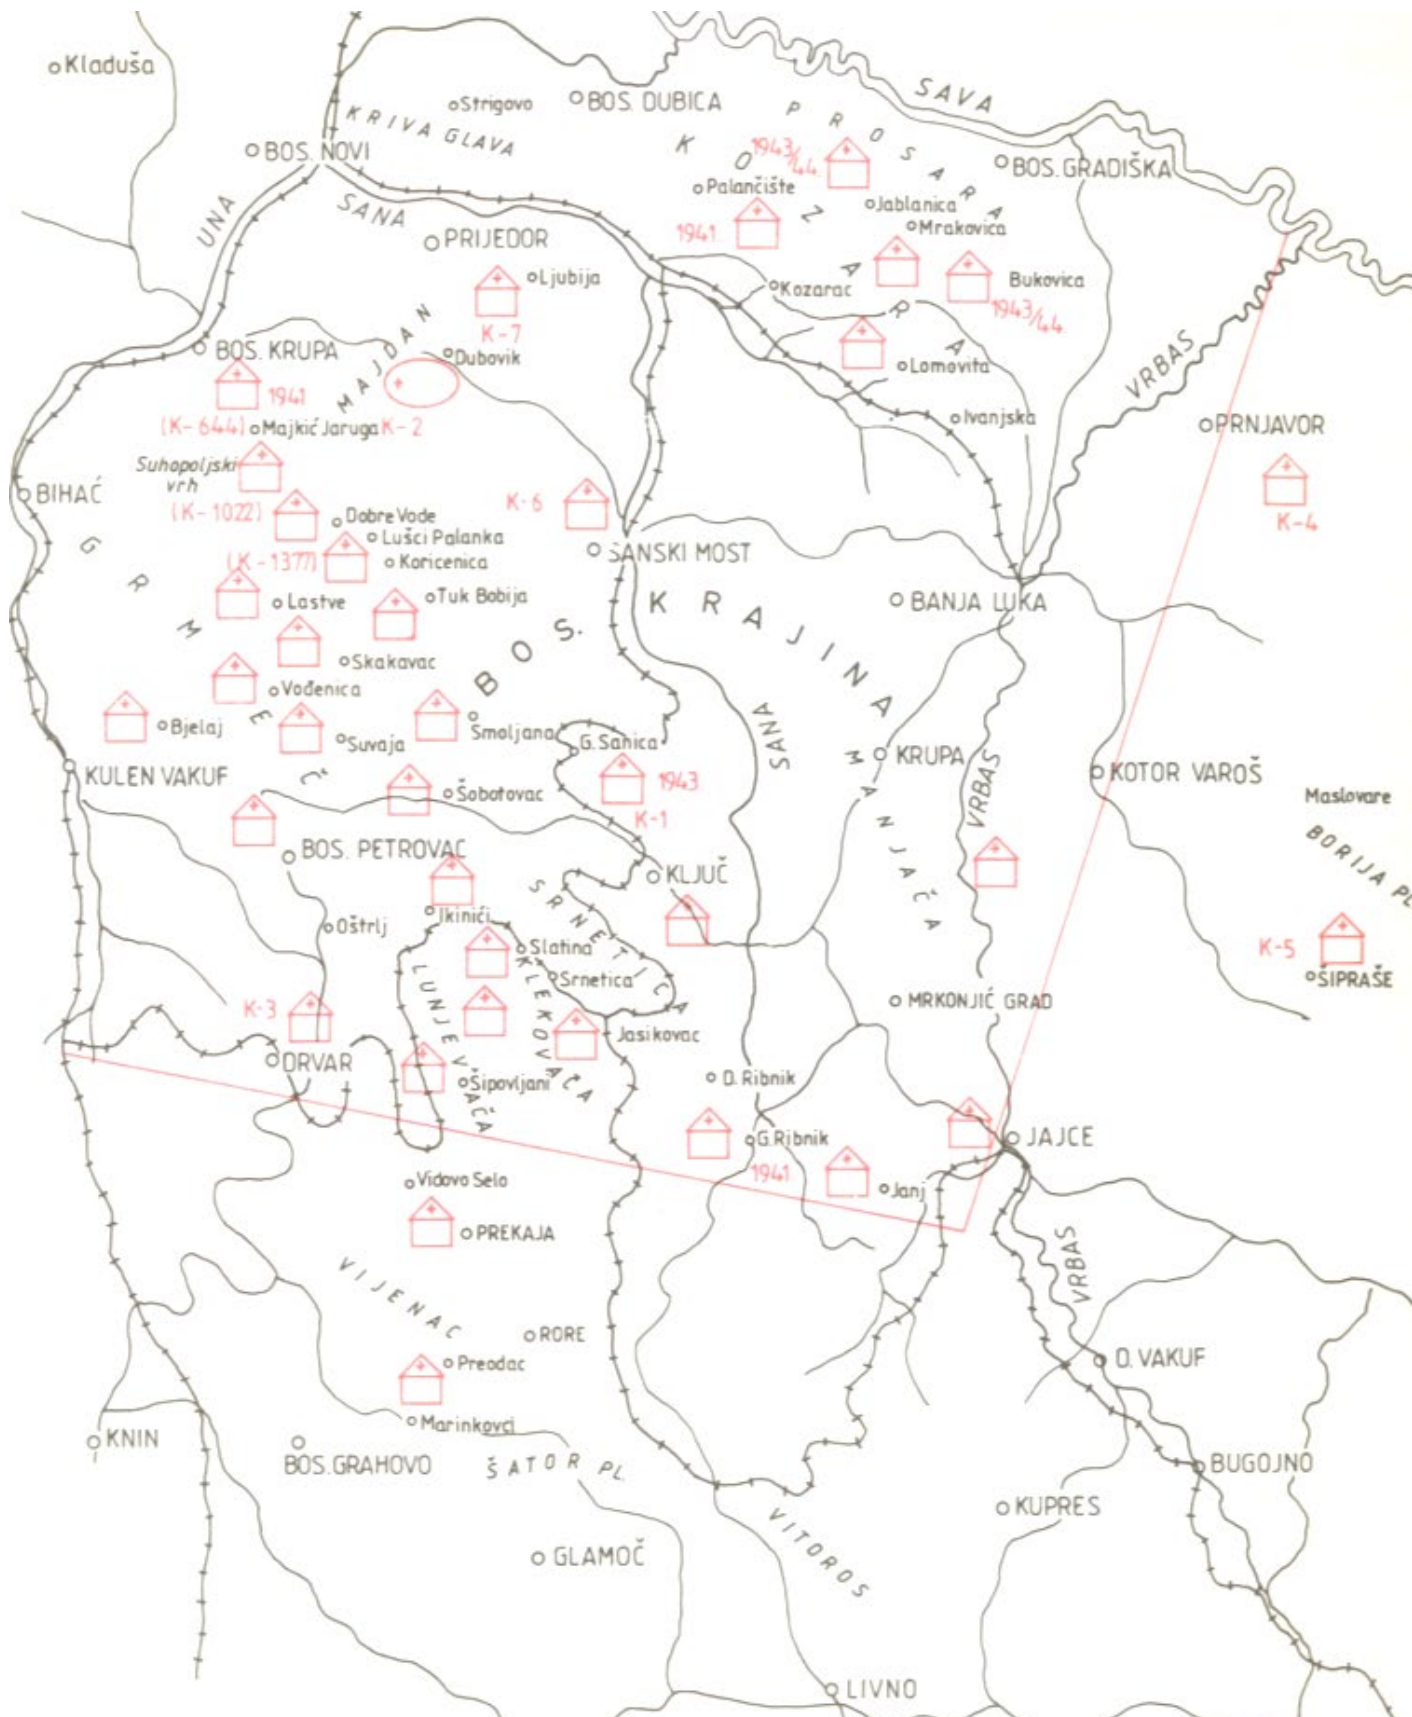 Kladuša
SAVA
Strigovo
BOS. DUBICA
PROSARA
KRIVA GLAVA
KOZARA
1943/44.
BOS. NOVI
BOS. GRADIŠKA
Palančište
Jablanica
UNA
SANA
1941.
Mrakovica
PRIJEDOR
Ljubija
Kozarac
Bukovica
1943/44.
K-7
MAJDAN
BOS. KRUPA
Dubovik
Lomovita
VRBAS
1941
(K-644)
Majkić Jaruga
K-2
Ivanjska
PRNJAVOR
Suhopoljski
vrh
BIHAĆ
K-6
K-4
(K-1022)
Dobre Vode
Lušci Palanka
SANSKI MOST
(K-1377)
Koricenica
GRMEČ
Lastve
Tuk Bobija
BOS. KRAJINA
BANJA LUKA
Skakavac
Vođenica
Bjelaj
Smoljana
Suvaja
G. Sanica
SANA
KRUPA
MANJAČA
VRBAS
KULEN VAKUF
1943
KOTOR VAROŠ
Šobotovac
K-1
Maslovare
BORIJA PL.
BOS. PETROVAC
KLJUČ
SRNETICA
Ikinići
Oštrlj
Slatina
K-5
LUNJEVAČA
KLEKOVAČA
Srnetica
ŠIPRAŠE
K-3
MRKONJIĆ GRAD
Jasikovac
DRVAR
Šipovljani
D. Ribnik
G. Ribnik
JAJCE
1941.
Vidovo Selo
Janj
PREKAJA
VIJENAC
VRBAS
RORE
Preodac
D. VAKUF
Marinkovci
KNIN
BOS. GRAHOVO
ŠATOR PL.
BUGOJNO
KUPRES
VITOROG
GLAMOČ
LIVNO